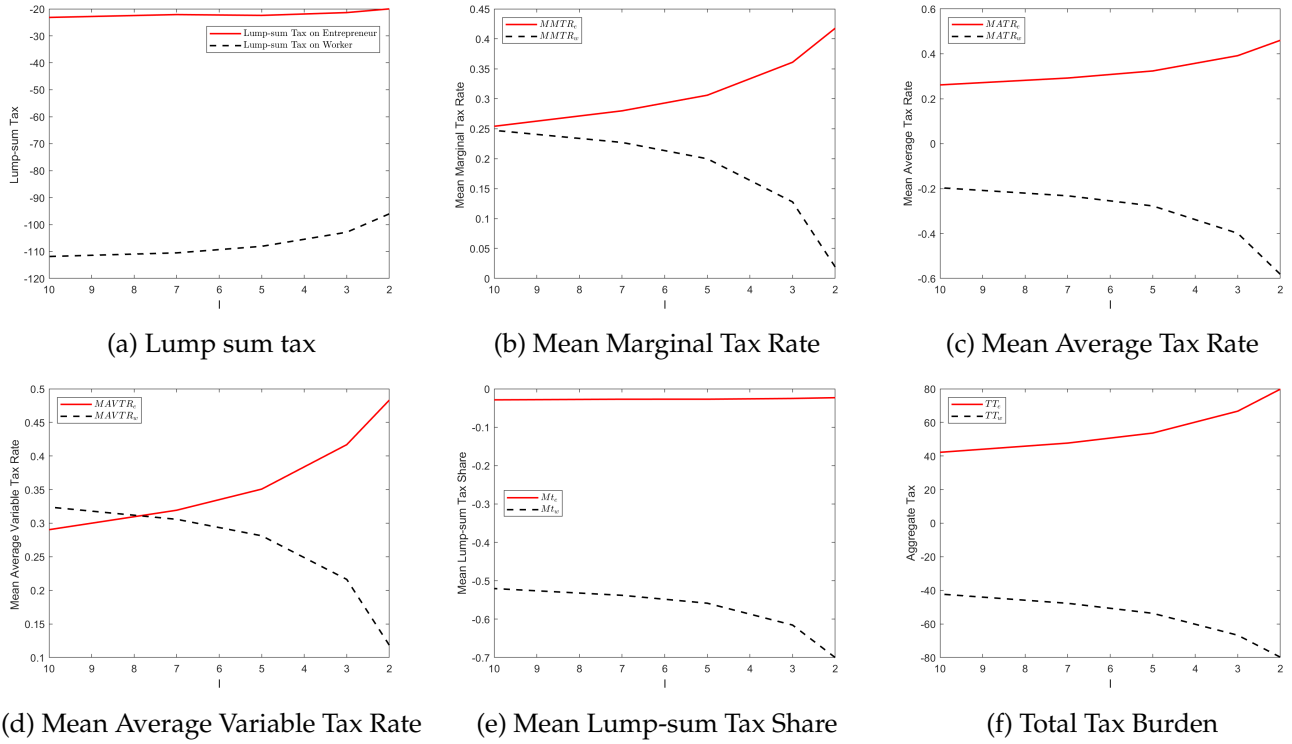 -20
-30
-40
-50
-60
-70
-80
-90
-100
-110
-120
Lump-sum Tax
Lump-sum Tax on Entrepreneur
Lump-sum Tax on Worker
10 9 8 7 6 5 4 3 2
I
(a) Lump sum tax
0.45
0.4
0.35
0.3
0.25
0.2
0.15
0.1
0.05
0
Mean Marginal Tax Rate
MMTR_e
MMTR_w
10 9 8 7 6 5 4 3 2
I
(b) Mean Marginal Tax Rate
0.6
0.4
0.2
0
-0.2
-0.4
-0.6
Mean Average Tax Rate
MATR_e
MATR_w
10 9 8 7 6 5 4 3 2
I
(c) Mean Average Tax Rate
0.5
0.45
0.4
0.35
0.3
0.25
0.2
0.15
0.1
Mean Average Variable Tax Rate
MAVTR_e
MAVTR_w
10 9 8 7 6 5 4 3 2
I
(d) Mean Average Variable Tax Rate
0
-0.1
-0.2
-0.3
-0.4
-0.5
-0.6
-0.7
Mean Lump-sum Tax Share
Mt_e
Mt_w
10 9 8 7 6 5 4 3 2
I
(e) Mean Lump-sum Tax Share
80
60
40
20
0
-20
-40
-60
-80
Aggregate Tax
TT_e
TT_w
10 9 8 7 6 5 4 3 2
I
(f) Total Tax Burden